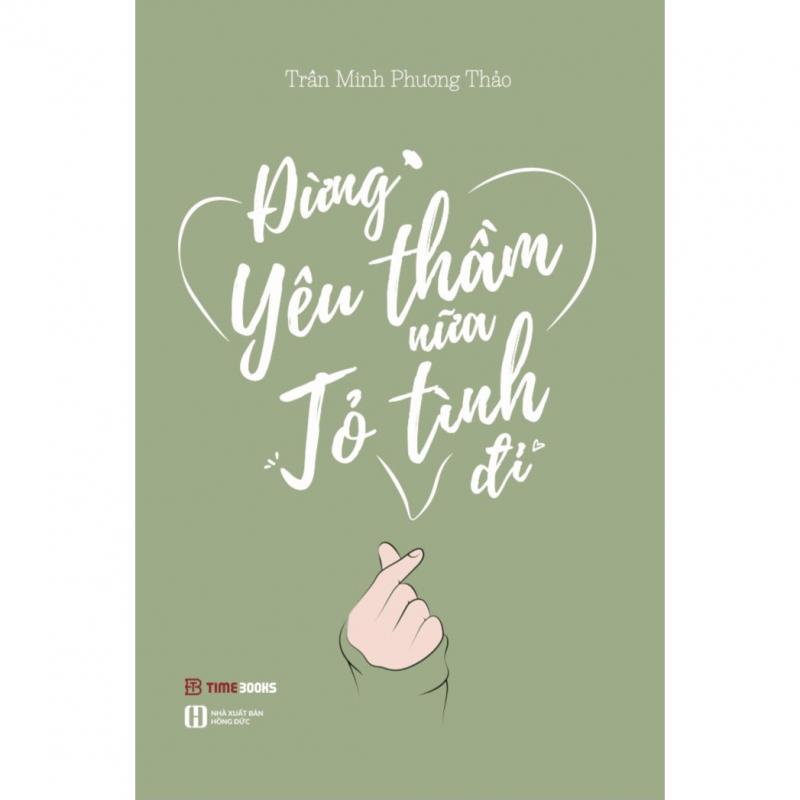 Trần Minh Phương Thảo
Đừng
Yêu thầm
nữa
Tỏ tình
đi
TIMEBOOKS
NHÀ XUẤT BẢN
HỒNG ĐỨC